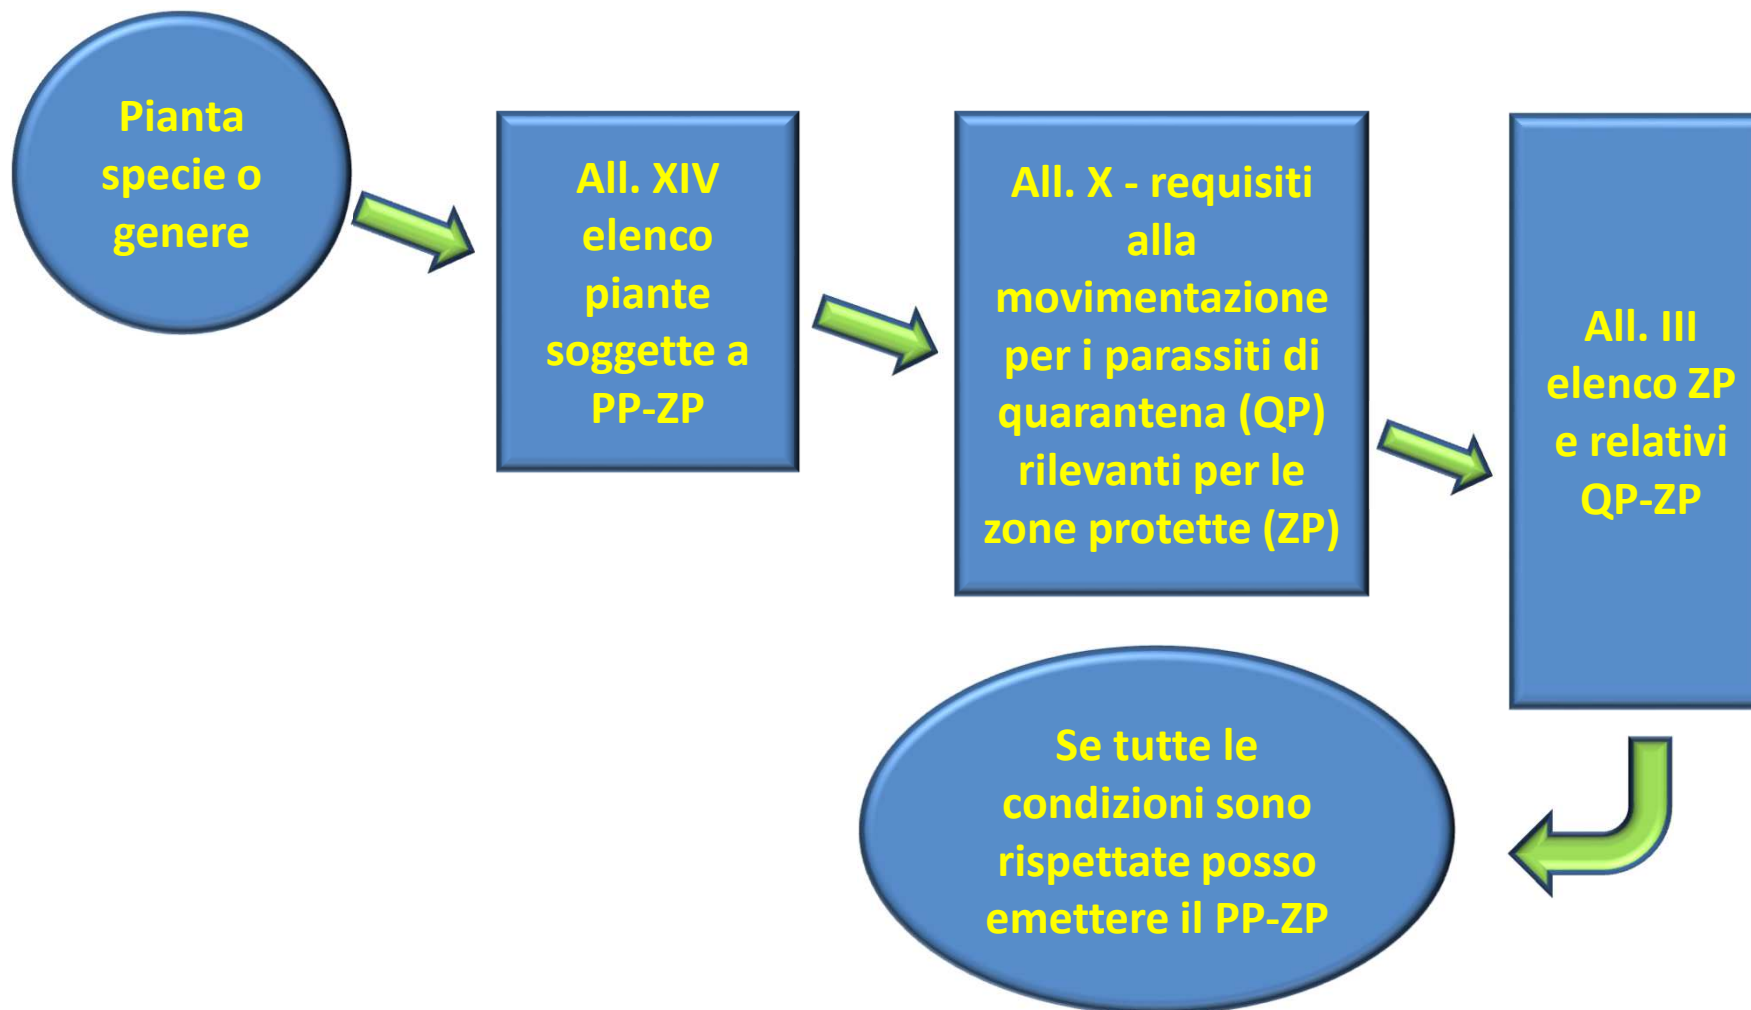 Pianta
specie o
genere
All. XIV
elenco
piante
soggette a
PP-ZP
All. X - requisiti
alla
movimentazione
per i parassiti di
quarantena (QP)
rilevanti per le
zone protette (ZP)
All. III
elenco ZP
e relativi
QP-ZP
Se tutte le
condizioni sono
rispettate posso
emettere il PP-ZP